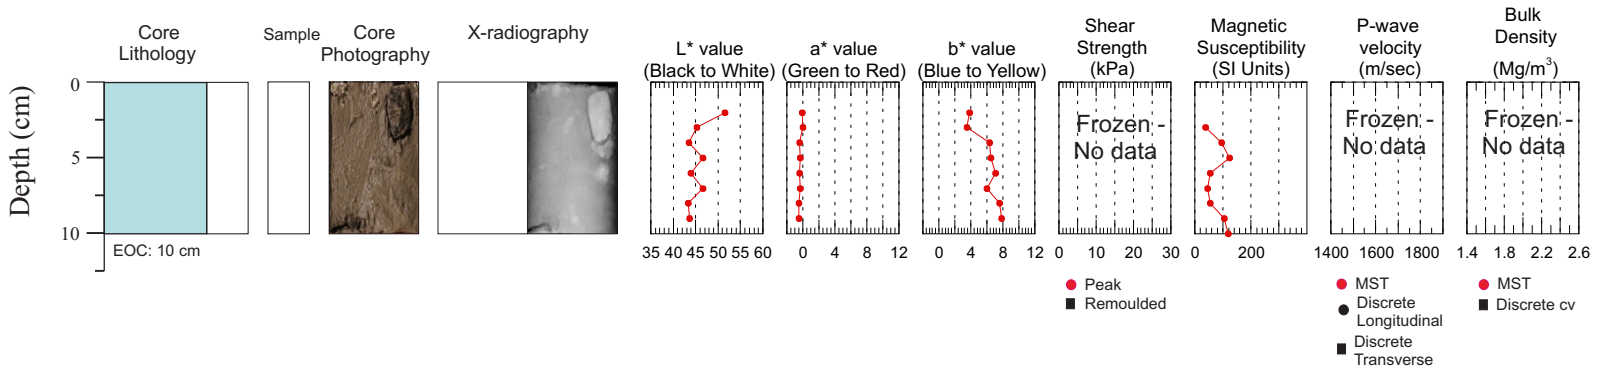 Core
Lithology
Sample
Core
Photography
X-radiography
L* value
(Black to White)
a* value
(Green to Red)
b* value
(Blue to Yellow)
Shear
Strength
(kPa)
Magnetic
Susceptibility
(SI Units)
P-wave
velocity
(m/sec)
Bulk
Density
(Mg/m³)
Depth (cm)
0
5
10
EOC: 10 cm
Frozen -
No data
Frozen -
No data
Frozen -
No data
35 40 45 50 55 60
0 4 8 12
0 4 8 12
0 10 20 30
0 200
1400 1600 1800
1.4 1.8 2.2 2.6
Peak
Remoulded
MST
Discrete
Longitudinal
Discrete
Transverse
MST
Discrete cv